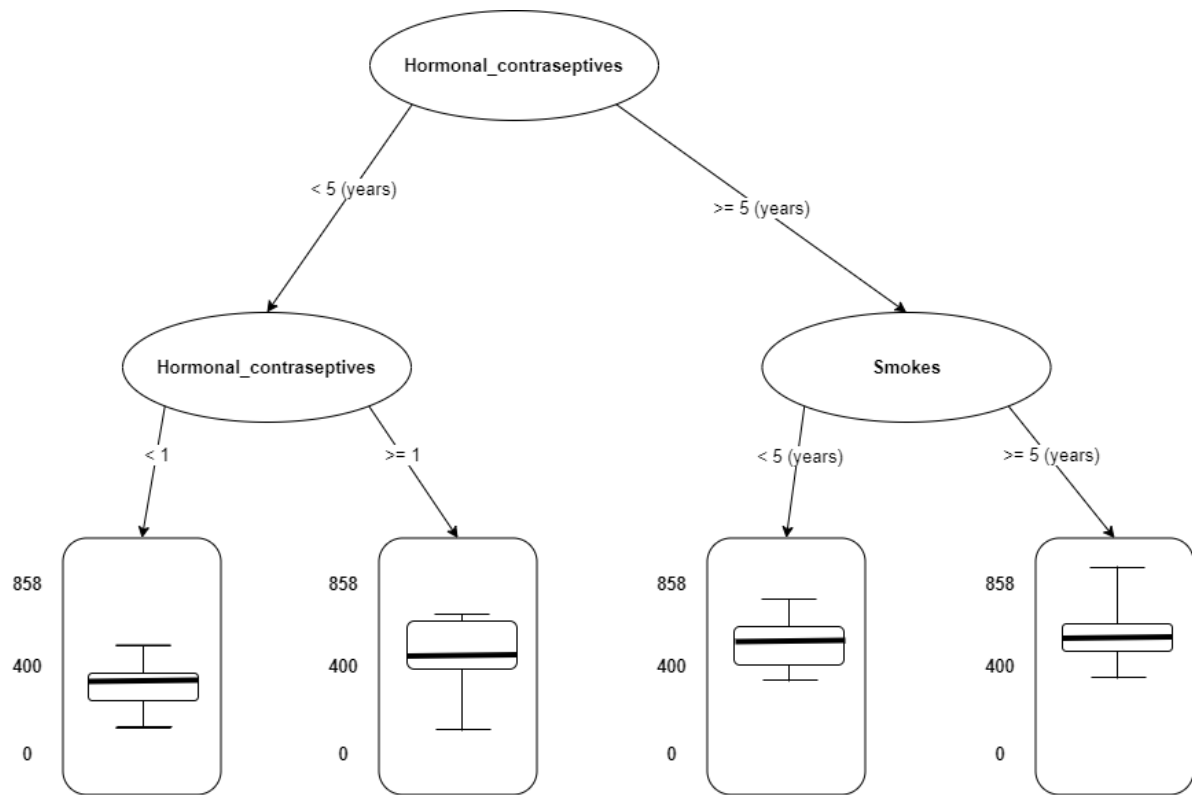 Hormonal_contraseptives
< 5 (years)
>= 5 (years)
Hormonal_contraseptives
Smokes
< 1
>= 1
< 5 (years)
>= 5 (years)
858
858
858
858
400
400
400
400
0
0
0
0